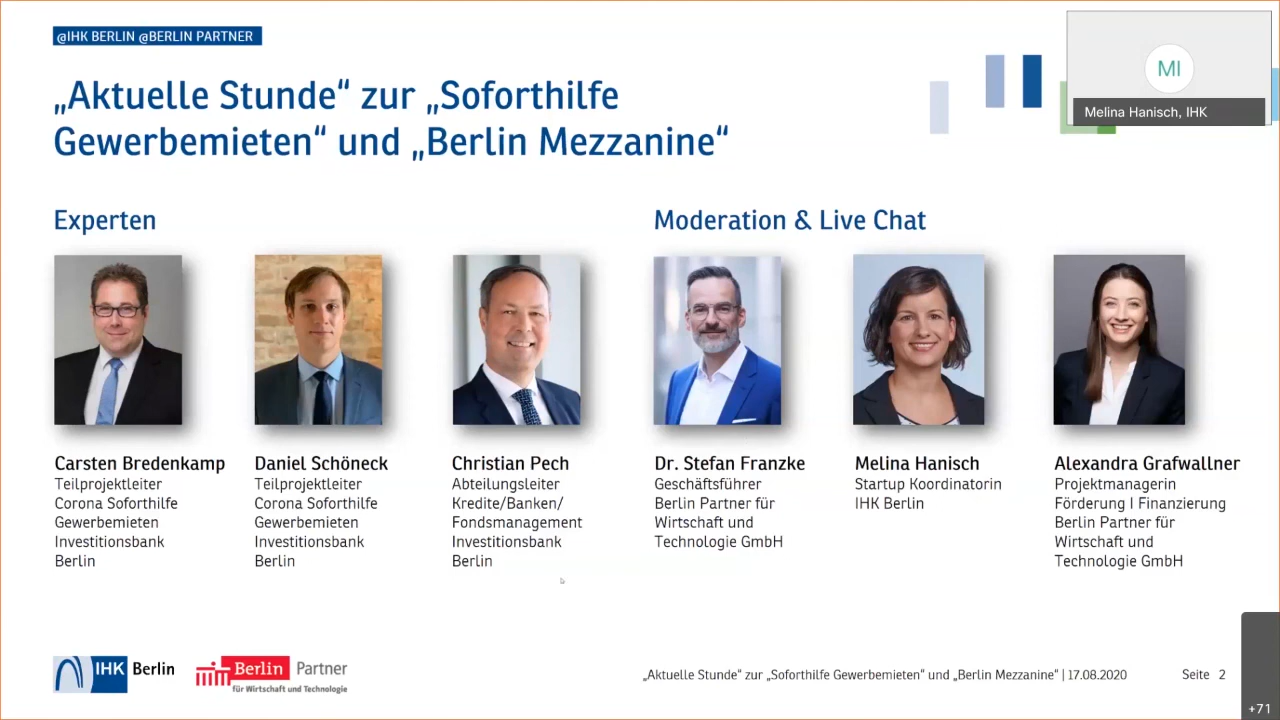 @IHK BERLIN @BERLIN PARTNER
MI
Melina Hanisch, IHK
„Aktuelle Stunde“ zur „Soforthilfe
Gewerbemieten“ und „Berlin Mezzanine“
Experten
Moderation & Live Chat
Carsten Bredenkamp
Teilprojektleiter
Corona Soforthilfe
Gewerbemieten
Investitionsbank
Berlin
Daniel Schöneck
Teilprojektleiter
Corona Soforthilfe
Gewerbemieten
Investitionsbank
Berlin
Christian Pech
Abteilungsleiter
Kredite/Banken/
Fondsmanagement
Investitionsbank
Berlin
Dr. Stefan Franzke
Geschäftsführer
Berlin Partner für
Wirtschaft und
Technologie GmbH
Melina Hanisch
Startup Koordinatorin
IHK Berlin
Alexandra Grafwallner
Projektmanagerin
Förderung I Finanzierung
Berlin Partner für
Wirtschaft und
Technologie GmbH
IHK Berlin
Berlin Partner
für Wirtschaft und Technologie
„Aktuelle Stunde“ zur „Soforthilfe Gewerbemieten“ und „Berlin Mezzanine“ | 17.08.2020
Seite 2
+71